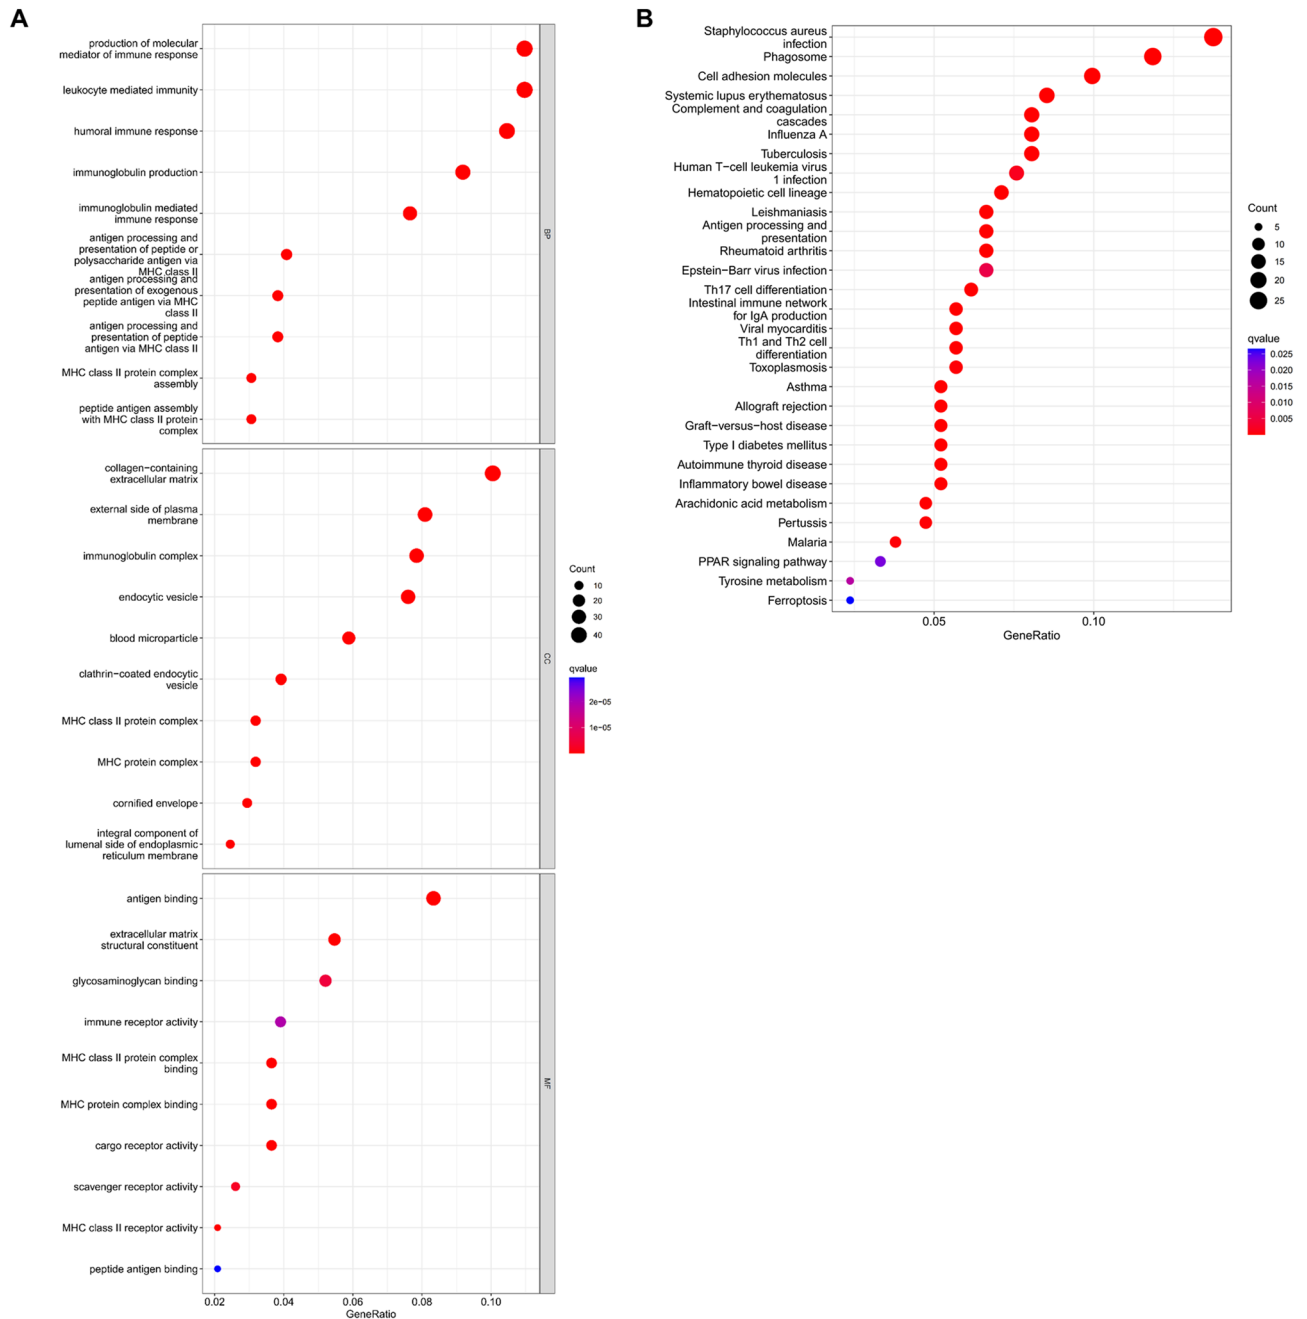 A
production of molecular
mediator of immune response
leukocyte mediated immunity
humoral immune response
immunoglobulin production
immunoglobulin mediated
immune response
antigen processing and
presentation of peptide or
polysaccharide antigen via
MHC class II
antigen processing and
presentation of exogenous
peptide antigen via MHC
class II
antigen processing and
presentation of peptide
antigen via MHC class II
MHC class II protein complex
assembly
peptide antigen assembly
with MHC class II protein
complex
BP
collagen−containing
extracellular matrix
external side of plasma
membrane
immunoglobulin complex
endocytic vesicle
blood microparticle
clathrin−coated endocytic
vesicle
MHC class II protein complex
MHC protein complex
cornified envelope
integral component of
lumenal side of endoplasmic
reticulum membrane
CC
antigen binding
extracellular matrix
structural constituent
glycosaminoglycan binding
immune receptor activity
MHC class II protein complex
binding
MHC protein complex binding
cargo receptor activity
scavenger receptor activity
MHC class II receptor activity
peptide antigen binding
MF
0.02 0.04 0.06 0.08 0.10
GeneRatio
Count
10
20
30
40
qvalue
2e−05
1e−05
B
Staphylococcus aureus
infection
Phagosome
Cell adhesion molecules
Systemic lupus erythematosus
Complement and coagulation
cascades
Influenza A
Tuberculosis
Human T−cell leukemia virus
1 infection
Hematopoietic cell lineage
Leishmaniasis
Antigen processing and
presentation
Rheumatoid arthritis
Epstein−Barr virus infection
Th17 cell differentiation
Intestinal immune network
for IgA production
Viral myocarditis
Th1 and Th2 cell
differentiation
Toxoplasmosis
Asthma
Allograft rejection
Graft−versus−host disease
Type I diabetes mellitus
Autoimmune thyroid disease
Inflammatory bowel disease
Arachidonic acid metabolism
Pertussis
Malaria
PPAR signaling pathway
Tyrosine metabolism
Ferroptosis
0.05 0.10
GeneRatio
Count
5
10
15
20
25
qvalue
0.025
0.020
0.015
0.010
0.005